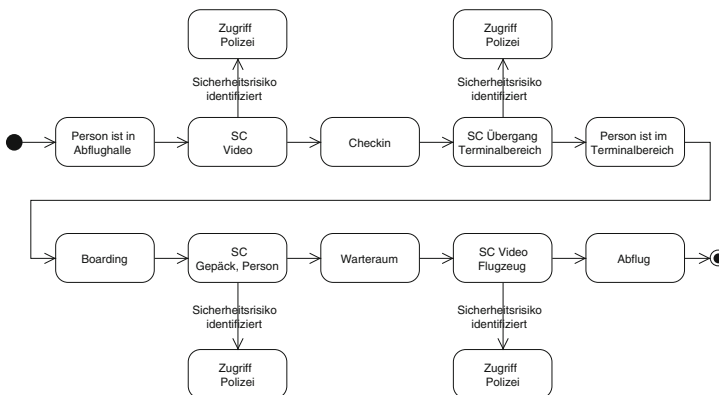 Zugriff
Polizei
Zugriff
Polizei
Sicherheitsrisiko
identifiziert
Sicherheitsrisiko
identifiziert
Person ist in
Abflughalle
SC
Video
Checkin
SC Übergang
Terminalbereich
Person ist im
Terminalbereich
Boarding
SC
Gepäck, Person
Warteraum
SC Video
Flugzeug
Abflug
Sicherheitsrisiko
identifiziert
Sicherheitsrisiko
identifiziert
Zugriff
Polizei
Zugriff
Polizei